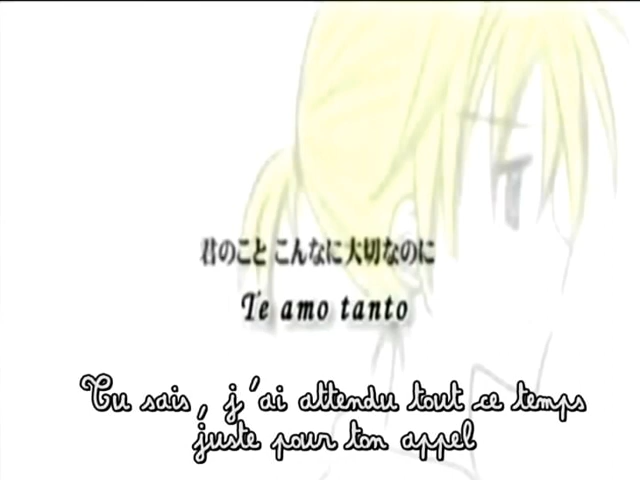 君のこと こんなに大切なのに
Te amo tanto
Tu sais, j'ai attendu tout ce temps
juste pour ton appel